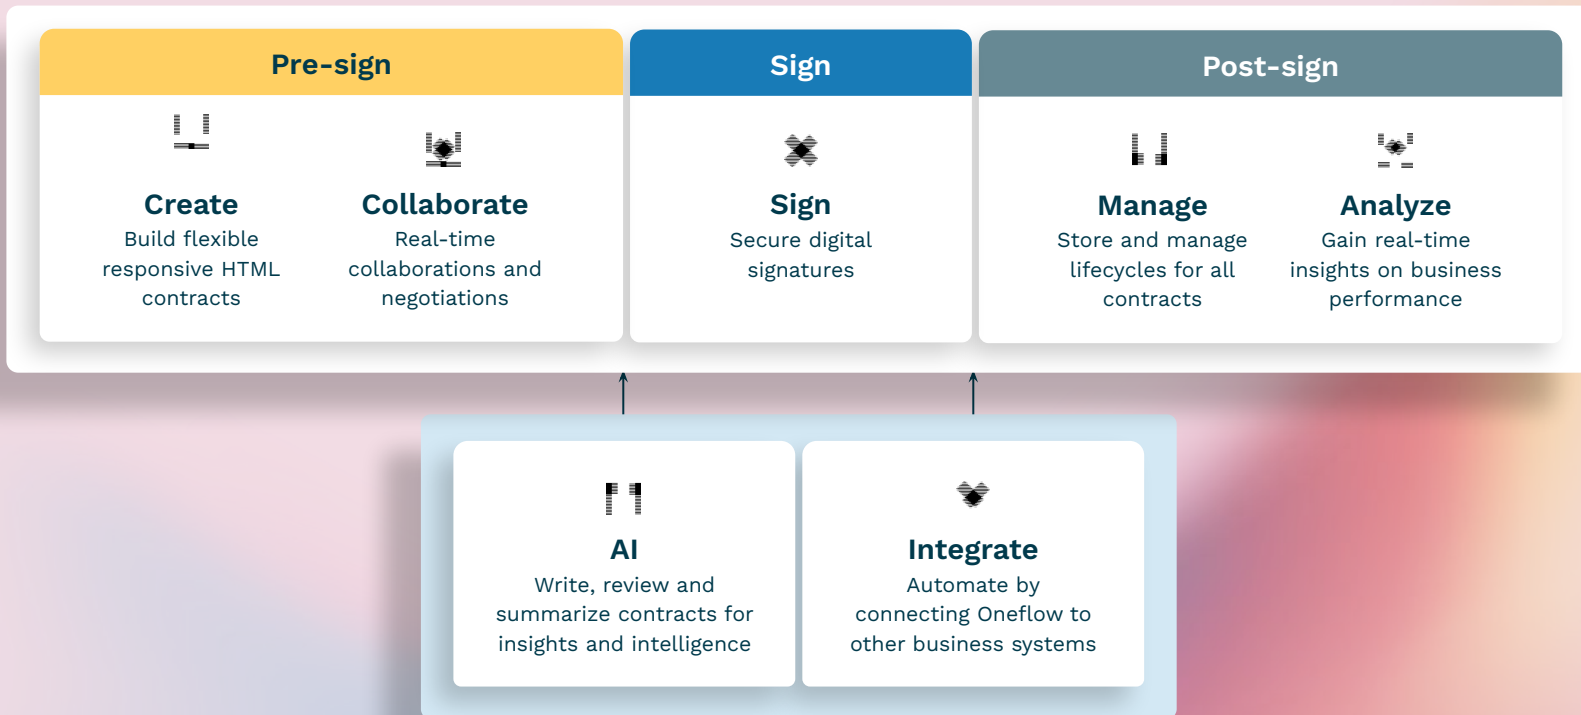 Pre-sign
Sign
Post-sign
Create
Build flexible
responsive HTML
contracts
Collaborate
Real-time
collaborations and
negotiations
Sign
Secure digital
signatures
Manage
Store and manage
lifecycles for all
contracts
Analyze
Gain real-time
insights on business
performance
AI
Write, review and
summarize contracts for
insights and intelligence
Integrate
Automate by
connecting Oneflow to
other business systems